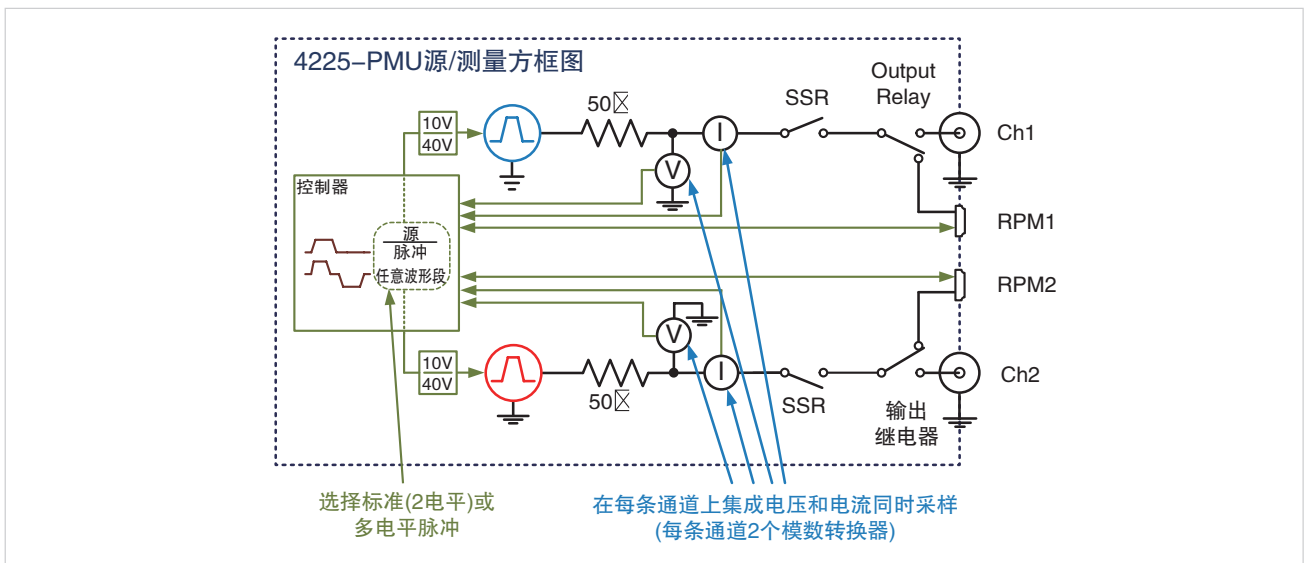 4225–PMU源/测量方框图
Output
Relay
SSR
50☒
10V
40V
I
Ch1
V
控制器
源
脉冲
任意波形段
RPM1
RPM2
V
10V
40V
I
Ch2
50☒
SSR
输出
继电器
选择标准(2电平)或
多电平脉冲
在每条通道上集成电压和电流同时采样
(每条通道2个模数转换器)